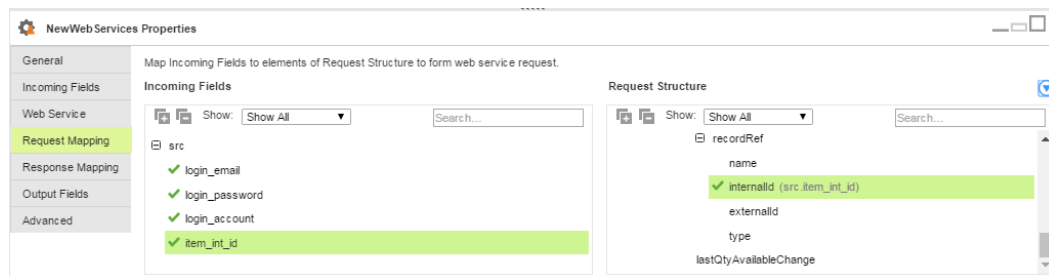 NewWebServices Properties
General
Incoming Fields
Web Service
Request Mapping
Response Mapping
Output Fields
Advanced
Map Incoming Fields to elements of Request Structure to form web service request.
Incoming Fields
Show: Show All
Search...
src
login_email
login_password
login_account
item_int_id
Request Structure
Show: Show All
Search...
recordRef
name
internalId (src.item_int_id)
externalId
type
lastQtyAvailableChange